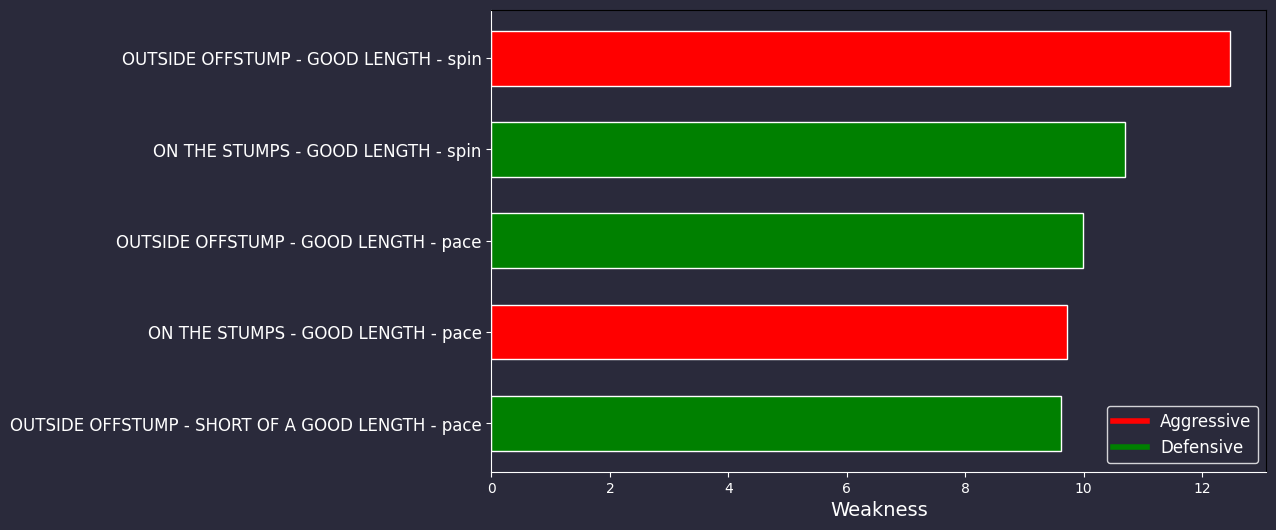 OUTSIDE OFFSTUMP - GOOD LENGTH - spin
ON THE STUMPS - GOOD LENGTH - spin
OUTSIDE OFFSTUMP - GOOD LENGTH - pace
ON THE STUMPS - GOOD LENGTH - pace
OUTSIDE OFFSTUMP - SHORT OF A GOOD LENGTH - pace
Aggressive
Defensive
0 2 4 6 8 10 12
Weakness